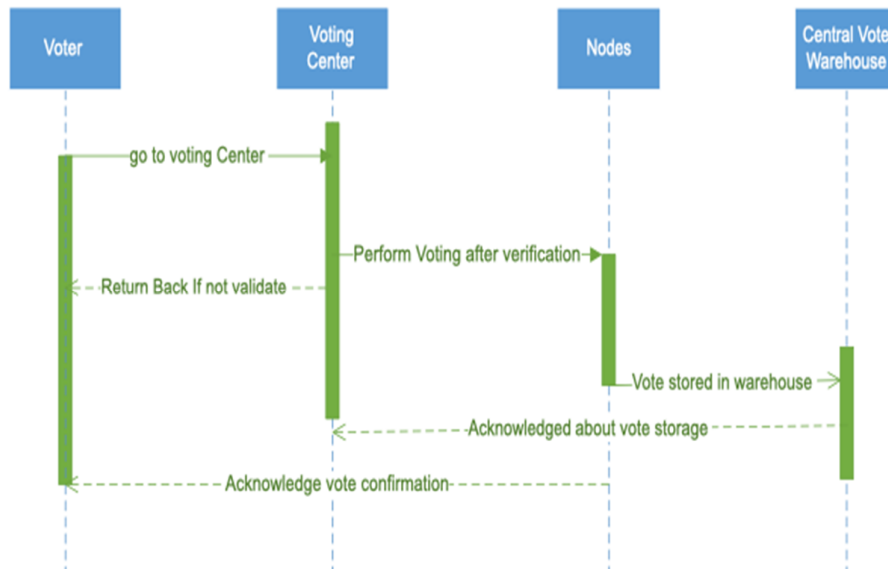 Voter
Voting
Center
Nodes
Central Vote
Warehouse
go to voting Center
Perform Voting after verification
Return Back If not validate
Vote stored in warehouse
Acknowledged about vote storage
Acknowledge vote confirmation